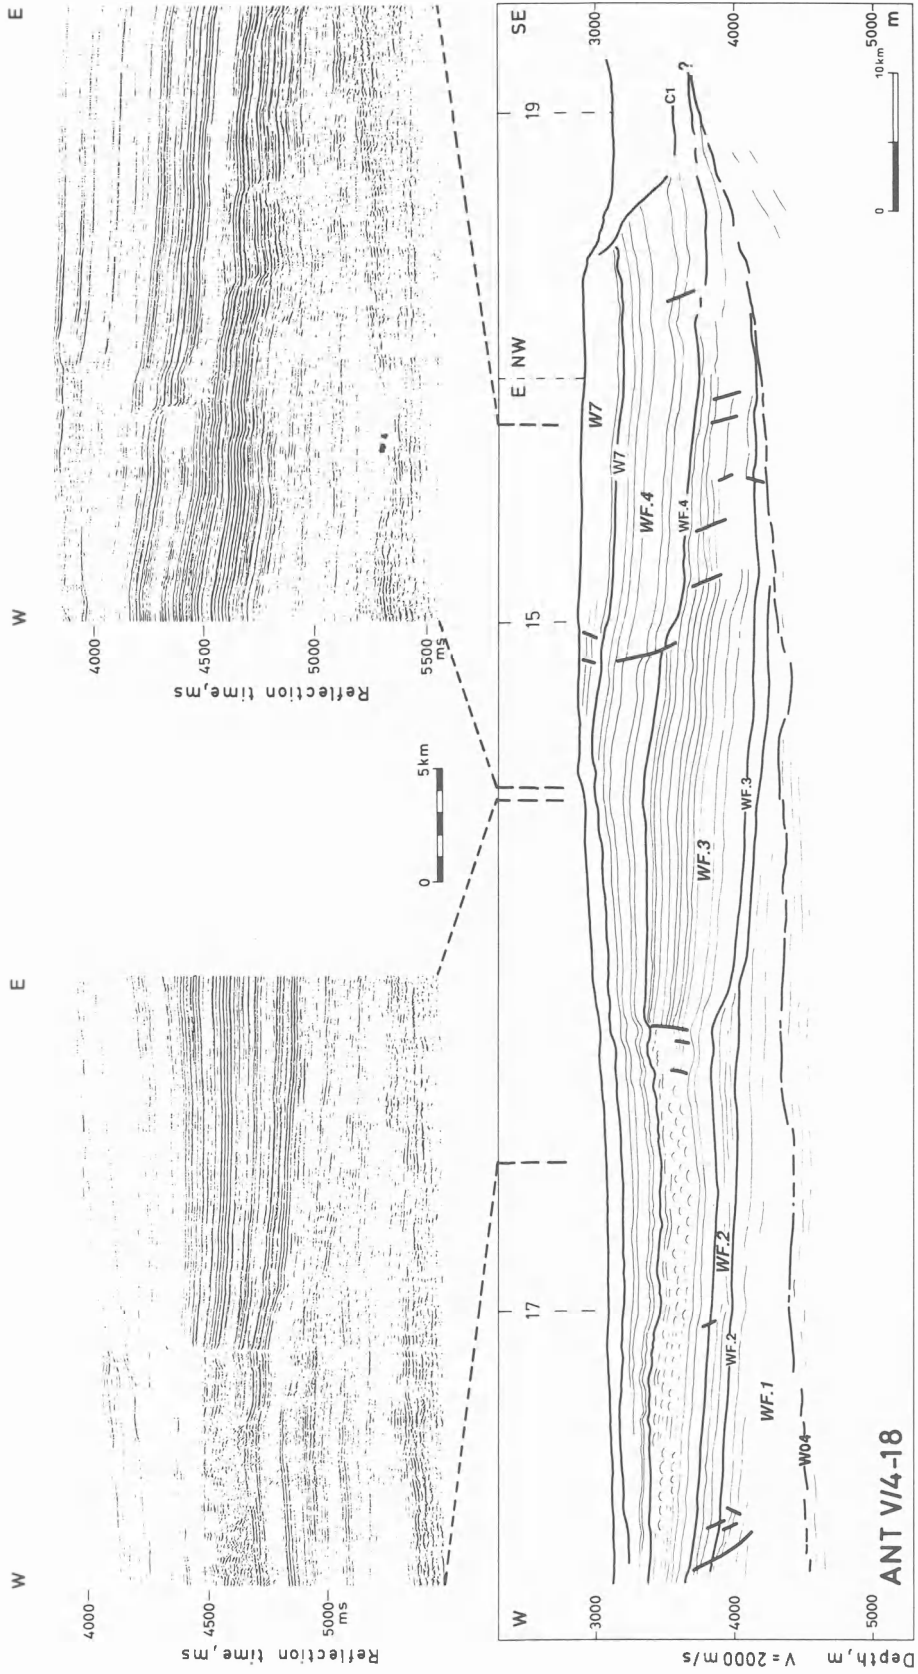 W
E
4000
4500
5000
ms
Reflection time, ms
0
5km
W
E
4000
4500
5000
5500
ms
Reflection time, ms
W
E
NW
SE
17
15
19
3000
4000
5000
Depth, m
V = 2000 m/s
3000
4000
5000
m
0
10km
W7
W7
WF.4
WF.4
C1
?
WF.3
WF.3
WF.2
WF.2
WF.1
W04
ANT V/4-18